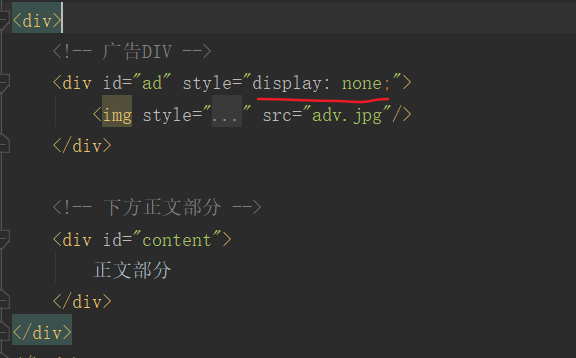 <div>
<!-- 广告DIV -->
<div id="ad" style="display: none;">
<img style="..." src="adv.jpg"/>
</div>
<!-- 下方正文部分 -->
<div id="content">
正文部分
</div>
</div>